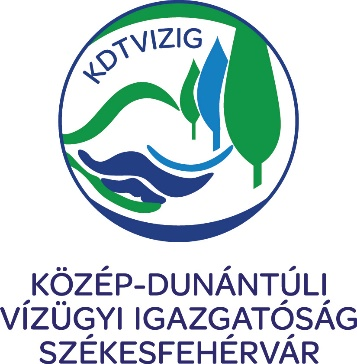 KDTVIZIG
KÖZÉP-DUNÁNTÚLI
VÍZÜGYI IGAZGATÓSÁG
SZÉKESFEHÉRVÁR